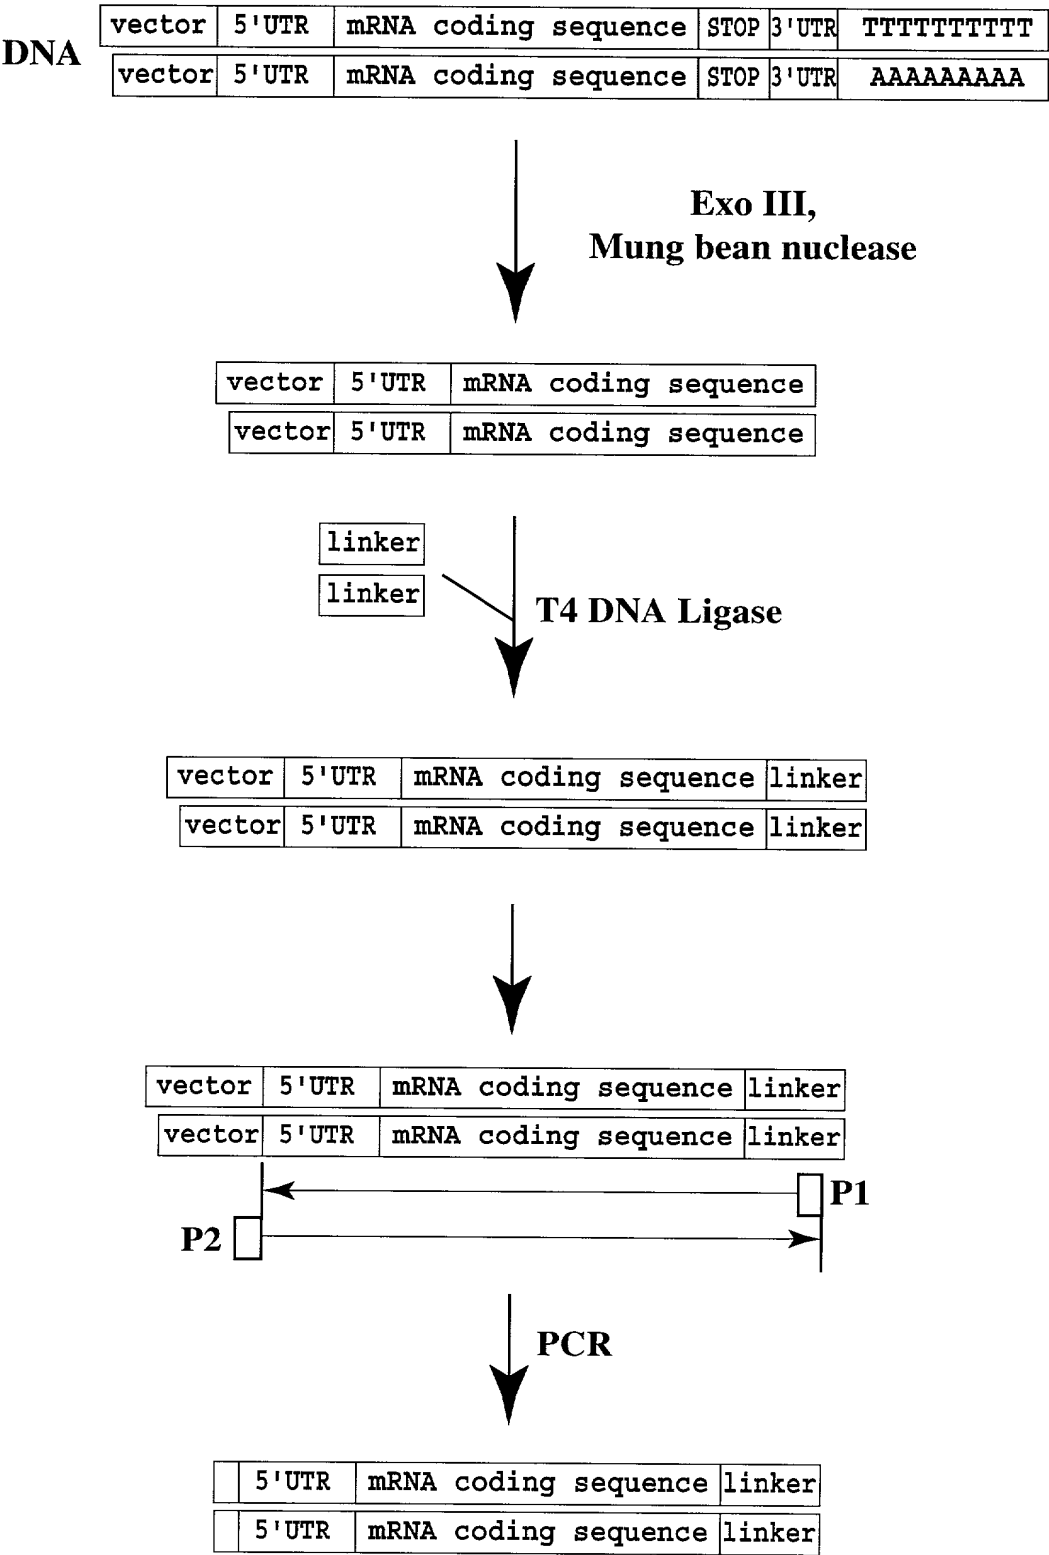 vector 5'UTR mRNA coding sequence STOP 3'UTR TTTTTTTTTT
DNA
vector 5'UTR mRNA coding sequence STOP 3'UTR AAAAAAAAA
Exo III,
Mung bean nuclease
vector 5'UTR mRNA coding sequence
vector 5'UTR mRNA coding sequence
linker
linker
T4 DNA Ligase
vector 5'UTR mRNA coding sequence linker
vector 5'UTR mRNA coding sequence linker
vector 5'UTR mRNA coding sequence linker
vector 5'UTR mRNA coding sequence linker
P1
P2
PCR
5'UTR mRNA coding sequence linker
5'UTR mRNA coding sequence linker